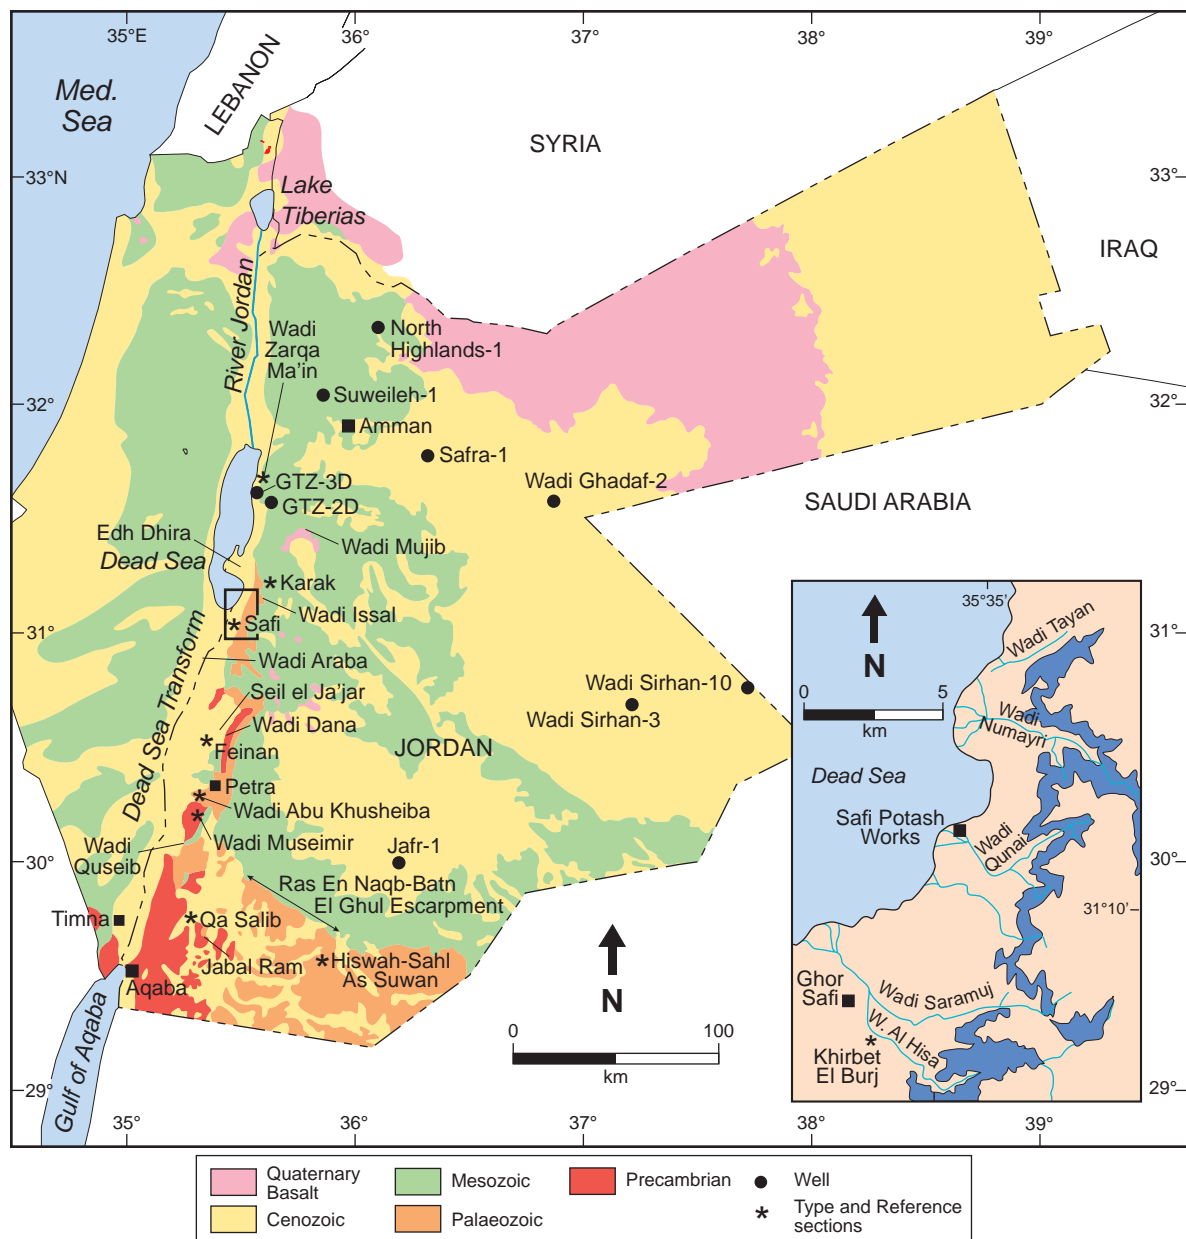 35°E
36°
37°
38°
39°
Med.
Sea
LEBANON
SYRIA
IRAQ
33°N
33°
Lake
Tiberias
River Jordan
Wadi
Zarqa
Ma'in
North
Highlands-1
Suweileh-1
32°
32°
Amman
Safra-1
Wadi Ghadaf-2
GTZ-3D
GTZ-2D
SAUDI ARABIA
Edh Dhira
Dead Sea
Wadi Mujib
Karak
Wadi Issal
Safi
31°
31°
Dead Sea Transform
Wadi Araba
Seil el Ja'jar
Wadi Dana
Feinan
JORDAN
Wadi Sirhan-10
Wadi Sirhan-3
Petra
Wadi Abu Khusheiba
Wadi Museimir
Wadi
Quseib
Jafr-1
30°
30°
Ras En Naqb-Batn
El Ghul Escarpment
Timna
Qa Salib
Jabal Ram
Hiswah-Sahl
As Suwan
Aqaba
Gulf of Aqaba
N
0
100
km
29°
29°
35°
36°
37°
38°
39°
35°35'
Wadi Tayan
N
0
5
km
Wadi
Numayri
Dead Sea
Safi Potash
Works
Wadi
Qunai
31°10'
Ghor
Safi
Wadi Saramuj
W. Al Hisa
Khirbet
El Burj
Quaternary
Basalt
Mesozoic
Precambrian
Well
Cenozoic
Palaeozoic
Type and Reference
sections